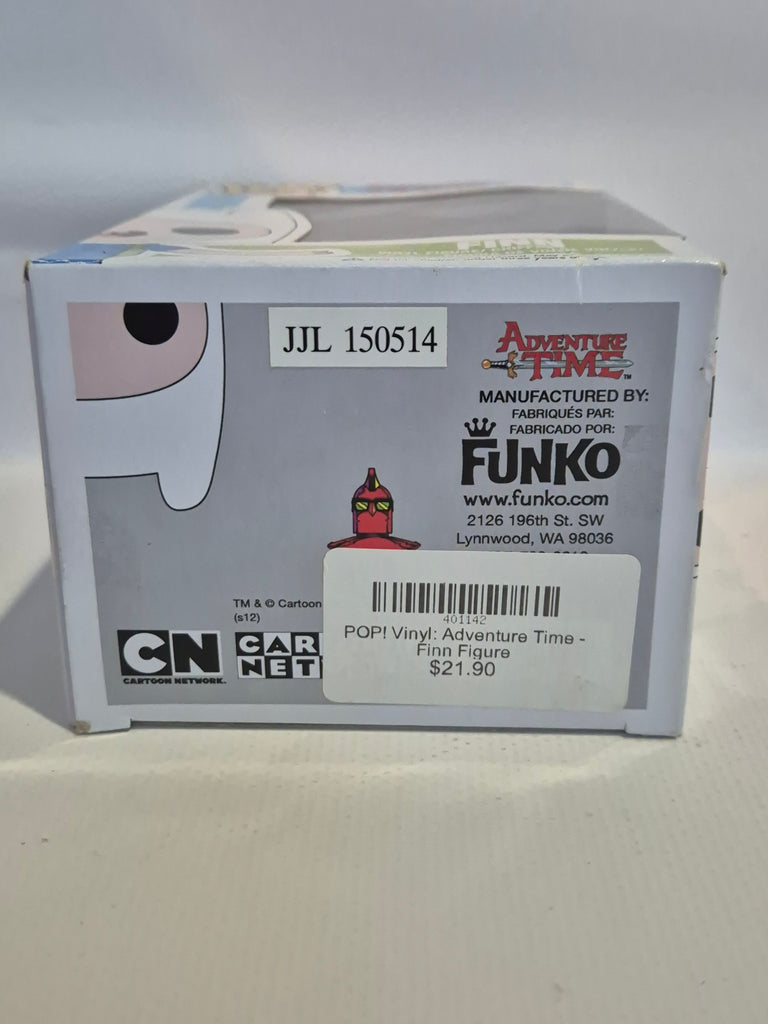 FINN
JJL 150514
ADVENTURE
TIME
TM
MANUFACTURED BY:
FABRIQUÉS PAR:
FABRICADO POR:
FUNKO
www.funko.com
2126 196th St. SW
Lynnwood, WA 98036
TM & © Cartoon
(s12)
CN
CARTOON NETWORK.
CAR
NET
401142
POP! Vinyl: Adventure Time -
Finn Figure
$21.90